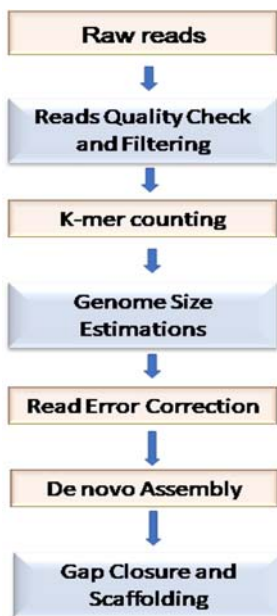 Raw reads
Reads Quality Check
and Filtering
K-mer counting
Genome Size
Estimations
Read Error Correction
De novo Assembly
Gap Closure and
Scaffolding